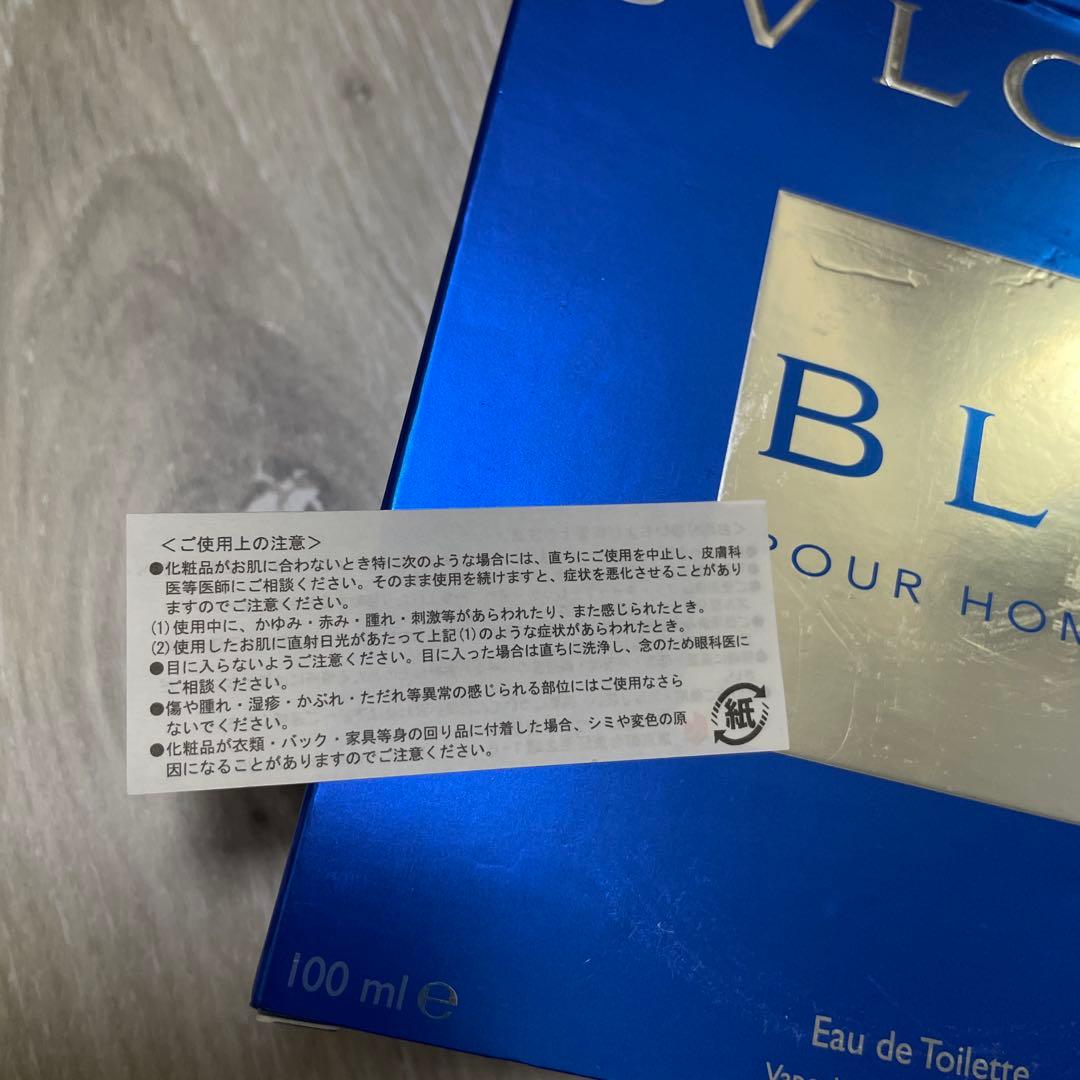 BVLG
BL
POUR HOM
<ご使用上の注意>
●化粧品がお肌に合わないとき特に次のような場合には、直ちにご使用を中止し、皮膚科
医等医師にご相談ください。そのまま使用を続けますと、症状を悪化させることがあり
ますのでご注意ください。
(1)使用中に、かゆみ・赤み・腫れ・刺激等があらわれたり、また感じられたとき。
(2)使用したお肌に直射日光があたって上記(1)のような症状があらわれたとき。
●目に入らないようご注意ください。目に入った場合は直ちに洗浄し、念のため眼科医に
ご相談ください。
●傷や腫れ・湿疹・かぶれ・ただれ等異常の感じられる部位にはご使用なさら
ないでください。
●化粧品が衣類・バック・家具等身の回り品に付着した場合、シミや変色の原
因になることがありますのでご注意ください。
紙
100 ml e
Eau de Toilette